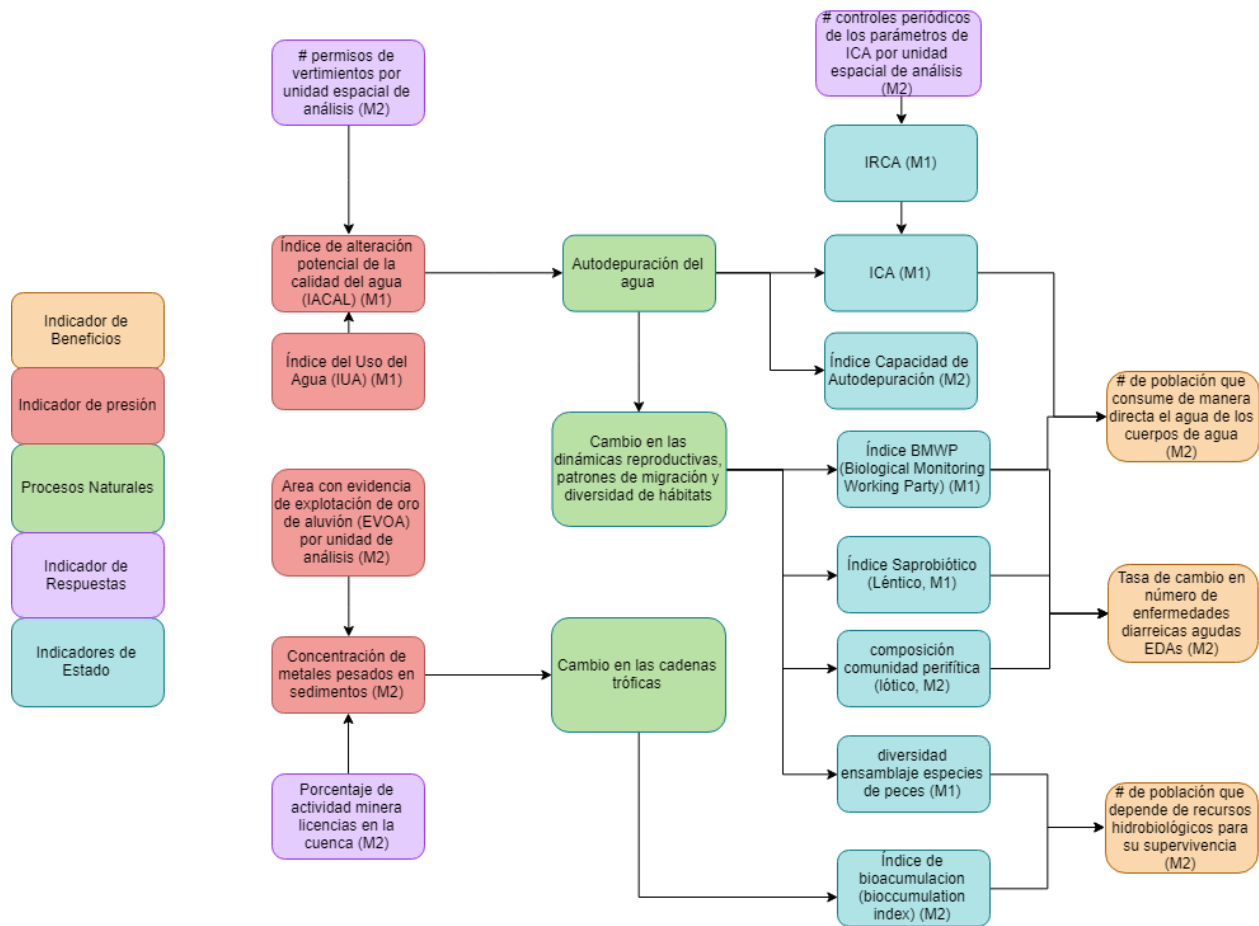 # permisos de
vertimientos por
unidad espacial de
análisis (M2)
# controles periódicos
de los parámetros de
ICA por unidad
espacial de análisis
(M2)
IRCA (M1)
Índice de alteración
potencial de la
calidad del agua
(IACAL) (M1)
Autodepuración del
agua
ICA (M1)
Índice del Uso del
Agua (IUA) (M1)
Índice Capacidad de
Autodepuración (M2)
Indicador de
Beneficios
Indicador de presión
Procesos Naturales
Indicador de
Respuestas
Indicadores de
Estado
# de población que
consume de manera
directa el agua de los
cuerpos de agua
(M2)
Cambio en las
dinámicas reproductivas,
patrones de migración y
diversidad de hábitats
Índice BMWP
(Biological Monitoring
Working Party) (M1)
Area con evidencia
de explotación de oro
de aluvión (EVOA)
por unidad de
análisis (M2)
Índice Saprobiótico
(Léntico, M1)
Tasa de cambio en
número de
enfermedades
diarreicas agudas
EDAs (M2)
Concentración de
metales pesados en
sedimentos (M2)
Cambio en las cadenas
tróficas
composición
comunidad perifítica
(lótico, M2)
diversidad
ensamblaje especies
de peces (M1)
Porcentaje de
actividad minera
licencias en la
cuenca (M2)
# de población que
depende de recursos
hidrobiológicos para
su supervivencia
(M2)
Índice de
bioacumulacion
(bioccumulation
index) (M2)